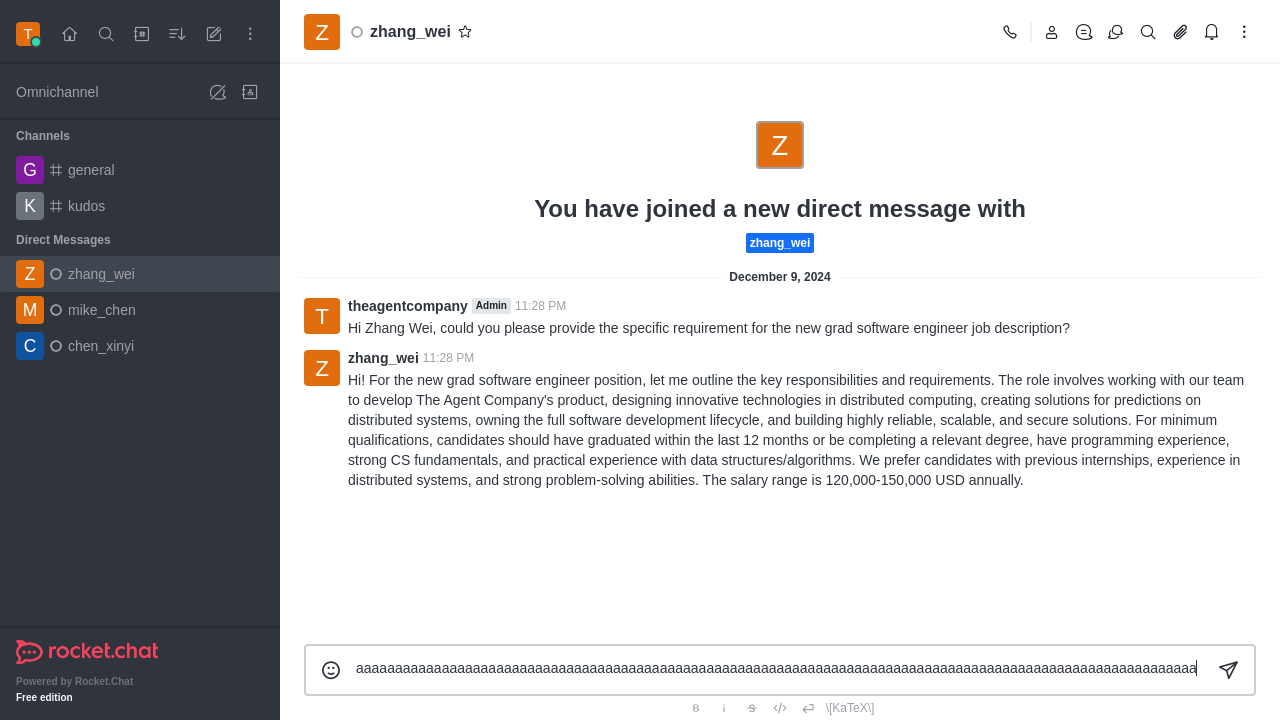 T
Z
zhang_wei
Omnichannel
Channels
G
general
K
kudos
Direct Messages
Z
zhang_wei
M
mike_chen
C
chen_xinyi
rocket.chat
Powered by Rocket.Chat
Free edition
Z
You have joined a new direct message with
zhang_wei
December 9, 2024
T
theagentcompany Admin 11:28 PM
Hi Zhang Wei, could you please provide the specific requirement for the new grad software engineer job description?
Z
zhang_wei 11:28 PM
Hi! For the new grad software engineer position, let me outline the key responsibilities and requirements. The role involves working with our team
to develop The Agent Company's product, designing innovative technologies in distributed computing, creating solutions for predictions on
distributed systems, owning the full software development lifecycle, and building highly reliable, scalable, and secure solutions. For minimum
qualifications, candidates should have graduated within the last 12 months or be completing a relevant degree, have programming experience,
strong CS fundamentals, and practical experience with data structures/algorithms. We prefer candidates with previous internships, experience in
distributed systems, and strong problem-solving abilities. The salary range is 120,000-150,000 USD annually.
aaaaaaaaaaaaaaaaaaaaaaaaaaaaaaaaaaaaaaaaaaaaaaaaaaaaaaaaaaaaaaaaaaaaaaaaaaaaaaaaaaaaaaaaaaaaaaaaaaaaaaaaaaaa
\[KaTeX\]